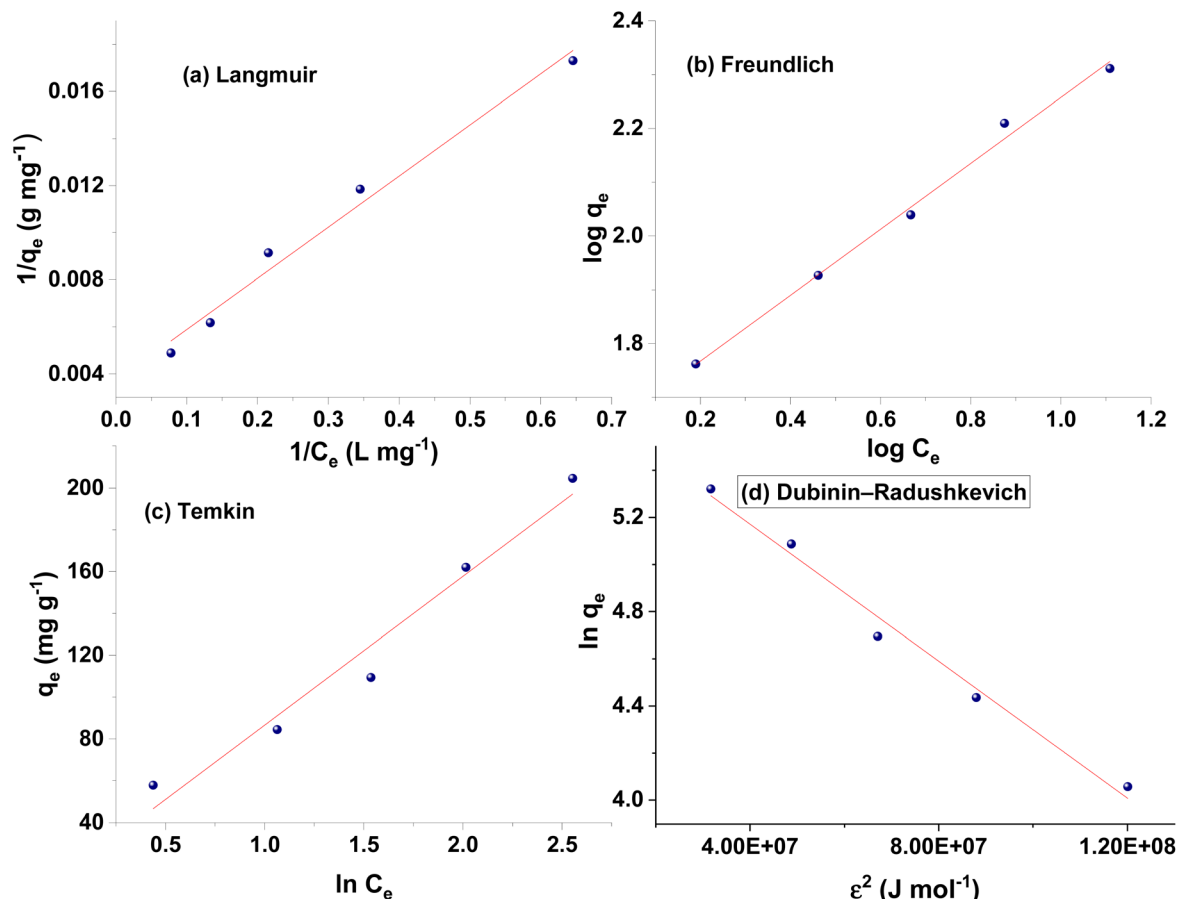 (a) Langmuir
1/qₑ (g mg⁻¹)
0.016
0.012
0.008
0.004
0.0 0.1 0.2 0.3 0.4 0.5 0.6 0.7
1/Cₑ (L mg⁻¹)
(b) Freundlich
log qₑ
2.4
2.2
2.0
1.8
0.2 0.4 0.6 0.8 1.0 1.2
log Cₑ
(c) Temkin
qₑ (mg g⁻¹)
200
160
120
80
40
0.5 1.0 1.5 2.0 2.5
ln Cₑ
(d) Dubinin–Radushkevich
ln qₑ
5.2
4.8
4.4
4.0
4.00E+07 8.00E+07 1.20E+08
ε² (J mol⁻¹)